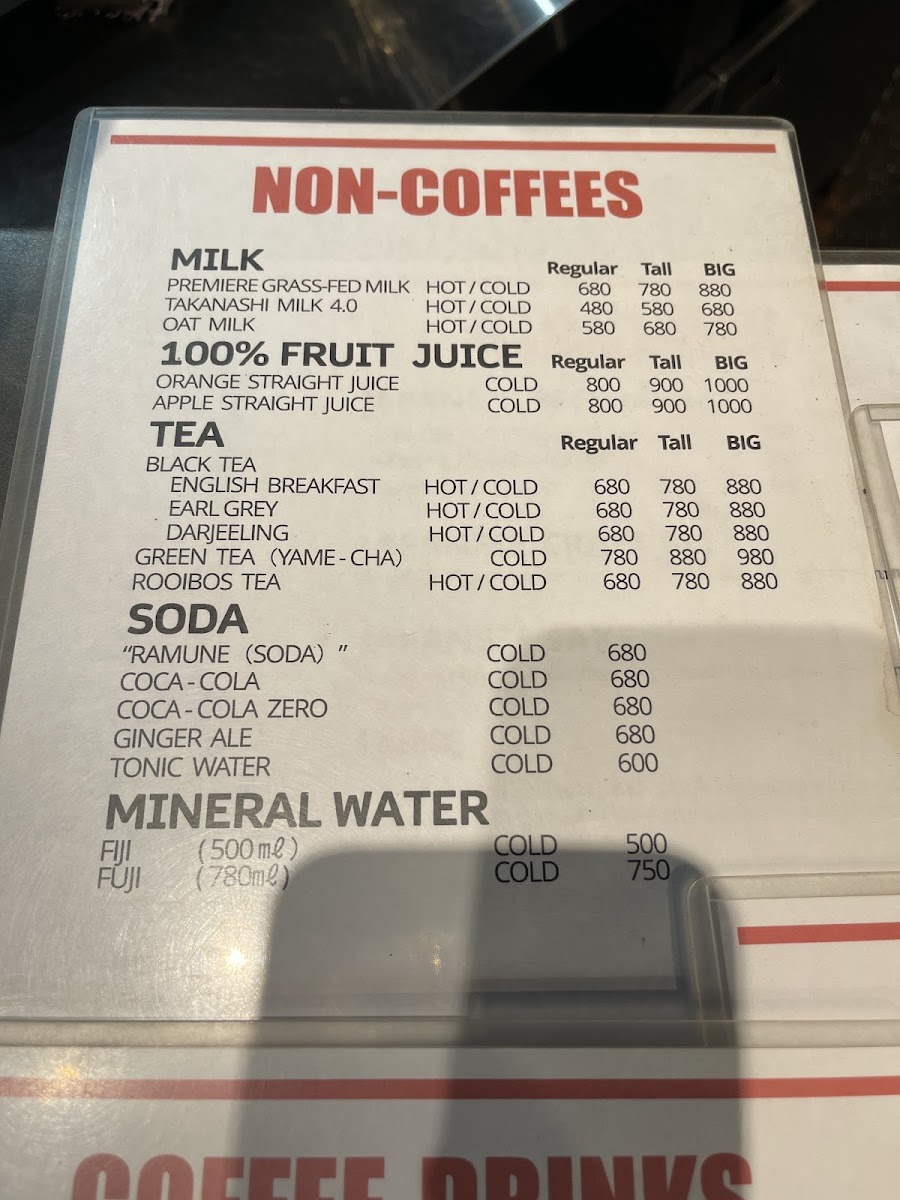 NON-COFFEES
MILK Regular Tall BIG
PREMIERE GRASS-FED MILK HOT / COLD 680 780 880
TAKANASHI MILK 4.0 HOT / COLD 480 580 680
OAT MILK HOT / COLD 580 680 780
100% FRUIT JUICE Regular Tall BIG
ORANGE STRAIGHT JUICE COLD 800 900 1000
APPLE STRAIGHT JUICE COLD 800 900 1000
TEA Regular Tall BIG
BLACK TEA
ENGLISH BREAKFAST HOT / COLD 680 780 880
EARL GREY HOT / COLD 680 780 880
DARJEELING HOT / COLD 680 780 880
GREEN TEA (YAME-CHA) COLD 780 880 980
ROOIBOS TEA HOT / COLD 680 780 880
SODA
“RAMUNE (SODA) ” COLD 680
COCA-COLA COLD 680
COCA-COLA ZERO COLD 680
GINGER ALE COLD 680
TONIC WATER COLD 600
MINERAL WATER
FIJI (500㎖) COLD 500
FUJI (780㎖) COLD 750
COFFEE DRINKS